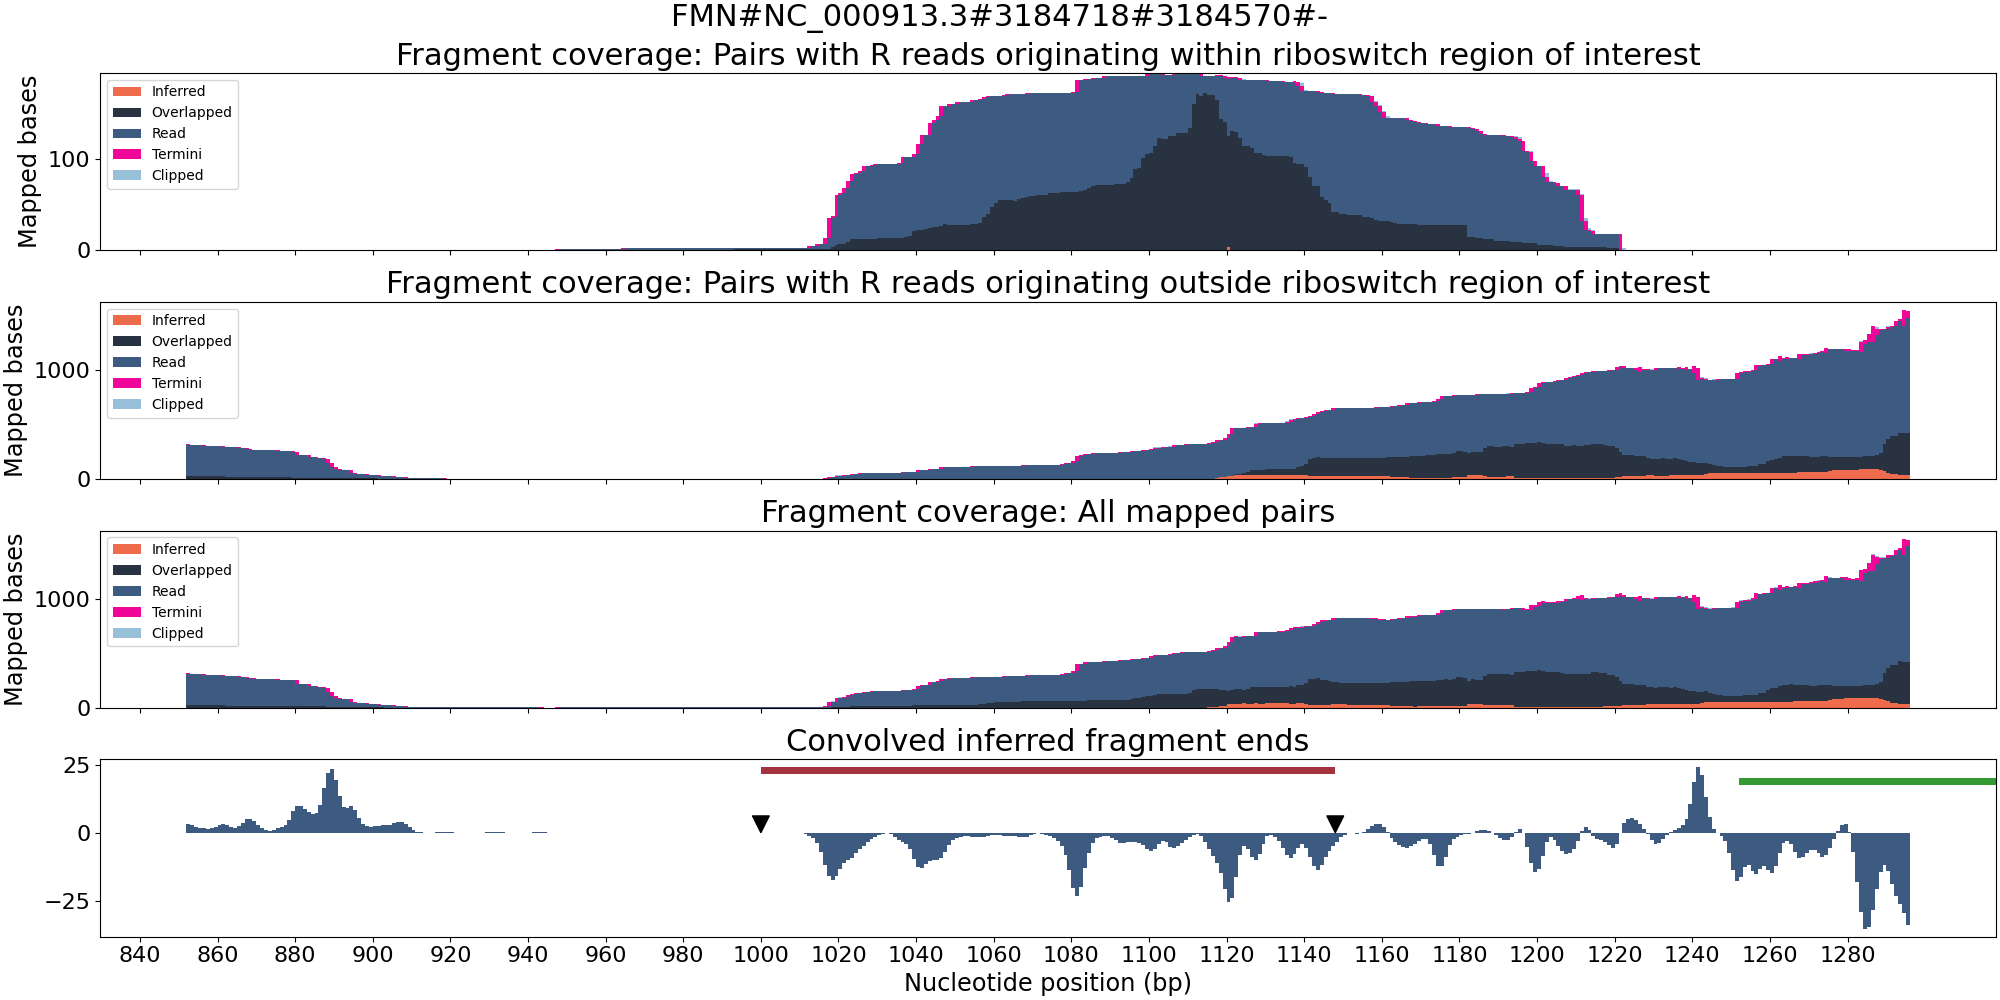 FMN#NC_000913.3#3184718#3184570#-
Fragment coverage: Pairs with R reads originating within riboswitch region of interest
Mapped bases
100
0
Inferred
Overlapped
Read
Termini
Clipped
Fragment coverage: Pairs with R reads originating outside riboswitch region of interest
Mapped bases
1000
0
Inferred
Overlapped
Read
Termini
Clipped
Fragment coverage: All mapped pairs
Mapped bases
1000
0
Inferred
Overlapped
Read
Termini
Clipped
Convolved inferred fragment ends
25
0
−25
840 860 880 900 920 940 960 980 1000 1020 1040 1060 1080 1100 1120 1140 1160 1180 1200 1220 1240 1260 1280
Nucleotide position (bp)